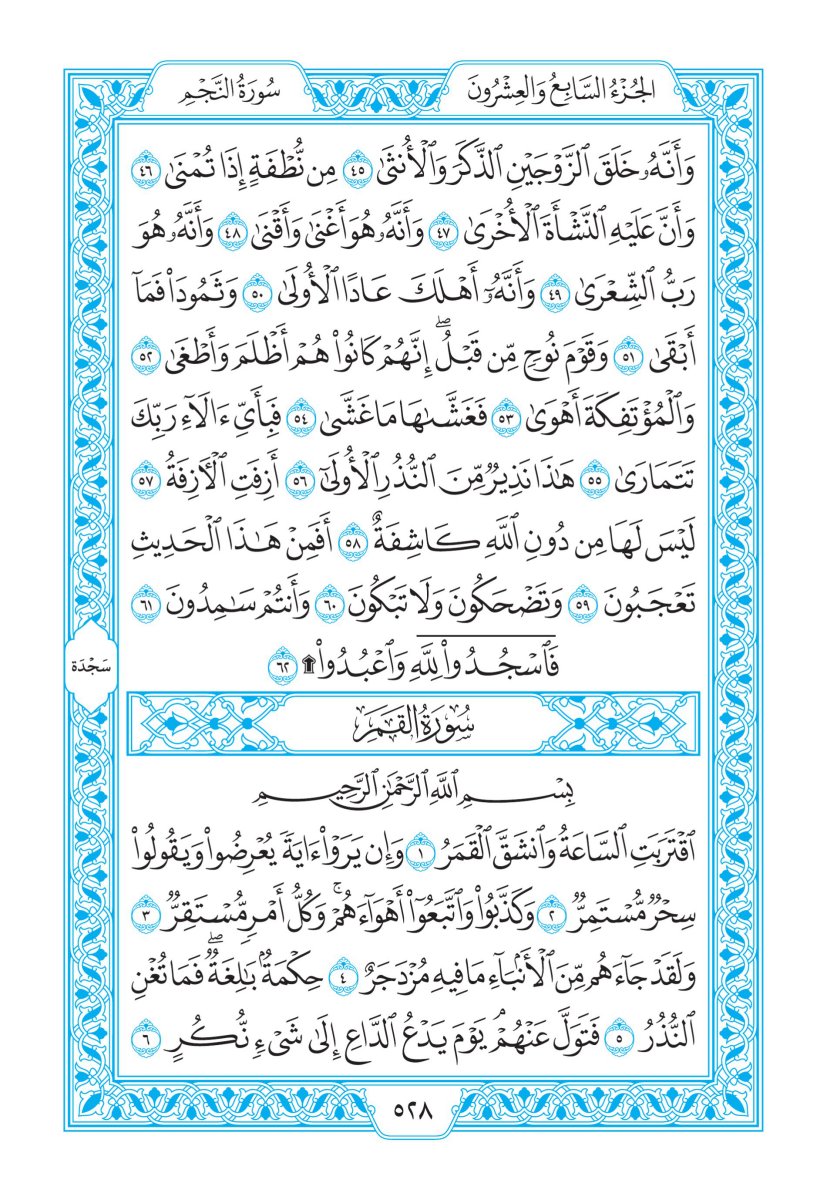 الجُزْءُ السَّابِعُ وَالعِشْرُونَ
سُورَةُ النَّجْمِ
وَأَنَّهُۥ خَلَقَ ٱلزَّوۡجَيۡنِ ٱلذَّكَرَ وَٱلۡأُنثَىٰ ٤٥ مِن نُّطۡفَةٍ إِذَا تُمۡنَىٰ ٤٦
وَأَنَّ عَلَيۡهِ ٱلنَّشۡأَةَ ٱلۡأُخۡرَىٰ ٤٧ وَأَنَّهُۥ هُوَ أَغۡنَىٰ وَأَقۡنَىٰ ٤٨ وَأَنَّهُۥ هُوَ
رَبُّ ٱلشِّعۡرَىٰ ٤٩ وَأَنَّهُۥٓ أَهۡلَكَ عَادًا ٱلۡأُولَىٰ ٥٠ وَثَمُودَاْ فَمَآ
أَبۡقَىٰ ٥١ وَقَوۡمَ نُوحٖ مِّن قَبۡلُۖ إِنَّهُمۡ كَانُواْ هُمۡ أَظۡلَمَ وَأَطۡغَىٰ ٥٢
وَٱلۡمُؤۡتَفِكَةَ أَهۡوَىٰ ٥٣ فَغَشَّىٰهَا مَا غَشَّىٰ ٥٤ فَبِأَيِّ ءَالَآءِ رَبِّكَ
تَتَمَارَىٰ ٥٥ هَٰذَا نَذِيرٞ مِّنَ ٱلنُّذُرِ ٱلۡأُولَىٰٓ ٥٦ أَزِفَتِ ٱلۡأٓزِفَةُ ٥٧
لَيۡسَ لَهَا مِن دُونِ ٱللَّهِ كَاشِفَةٌ ٥٨ أَفَمِنۡ هَٰذَا ٱلۡحَدِيثِ
تَعۡجَبُونَ ٥٩ وَتَضۡحَكُونَ وَلَا تَبۡكُونَ ٦٠ وَأَنتُمۡ سَٰمِدُونَ ٦١
فَٱسۡجُدُواْۤ لِلَّهِ وَٱعۡبُدُواْ ۩ ٦٢
سَجْدَة
سُورَةُ القَمَرِ
بِسۡمِ ٱللَّهِ ٱلرَّحۡمَٰنِ ٱلرَّحِيمِ
ٱقۡتَرَبَتِ ٱلسَّاعَةُ وَٱنشَقَّ ٱلۡقَمَرُ ١ وَإِن يَرَوۡاْ ءَايَةٗ يُعۡرِضُواْ وَيَقُولُواْ
سِحۡرٞ مُّسۡتَمِرّٞ ٢ وَكَذَّبُواْ وَٱتَّبَعُوٓاْ أَهۡوَآءَهُمۡۚ وَكُلُّ أَمۡرٖ مُّسۡتَقِرّٞ ٣
وَلَقَدۡ جَآءَهُم مِّنَ ٱلۡأَنۢبَآءِ مَا فِيهِ مُزۡدَجَرٌ ٤ حِكۡمَةُۢ بَٰلِغَةٞۖ فَمَا تُغۡنِ
ٱلنُّذُرُ ٥ فَتَوَلَّ عَنۡهُمۡۘ يَوۡمَ يَدۡعُ ٱلدَّاعِ إِلَىٰ شَيۡءٖ نُّكُرٍ ٦
٥٢٨